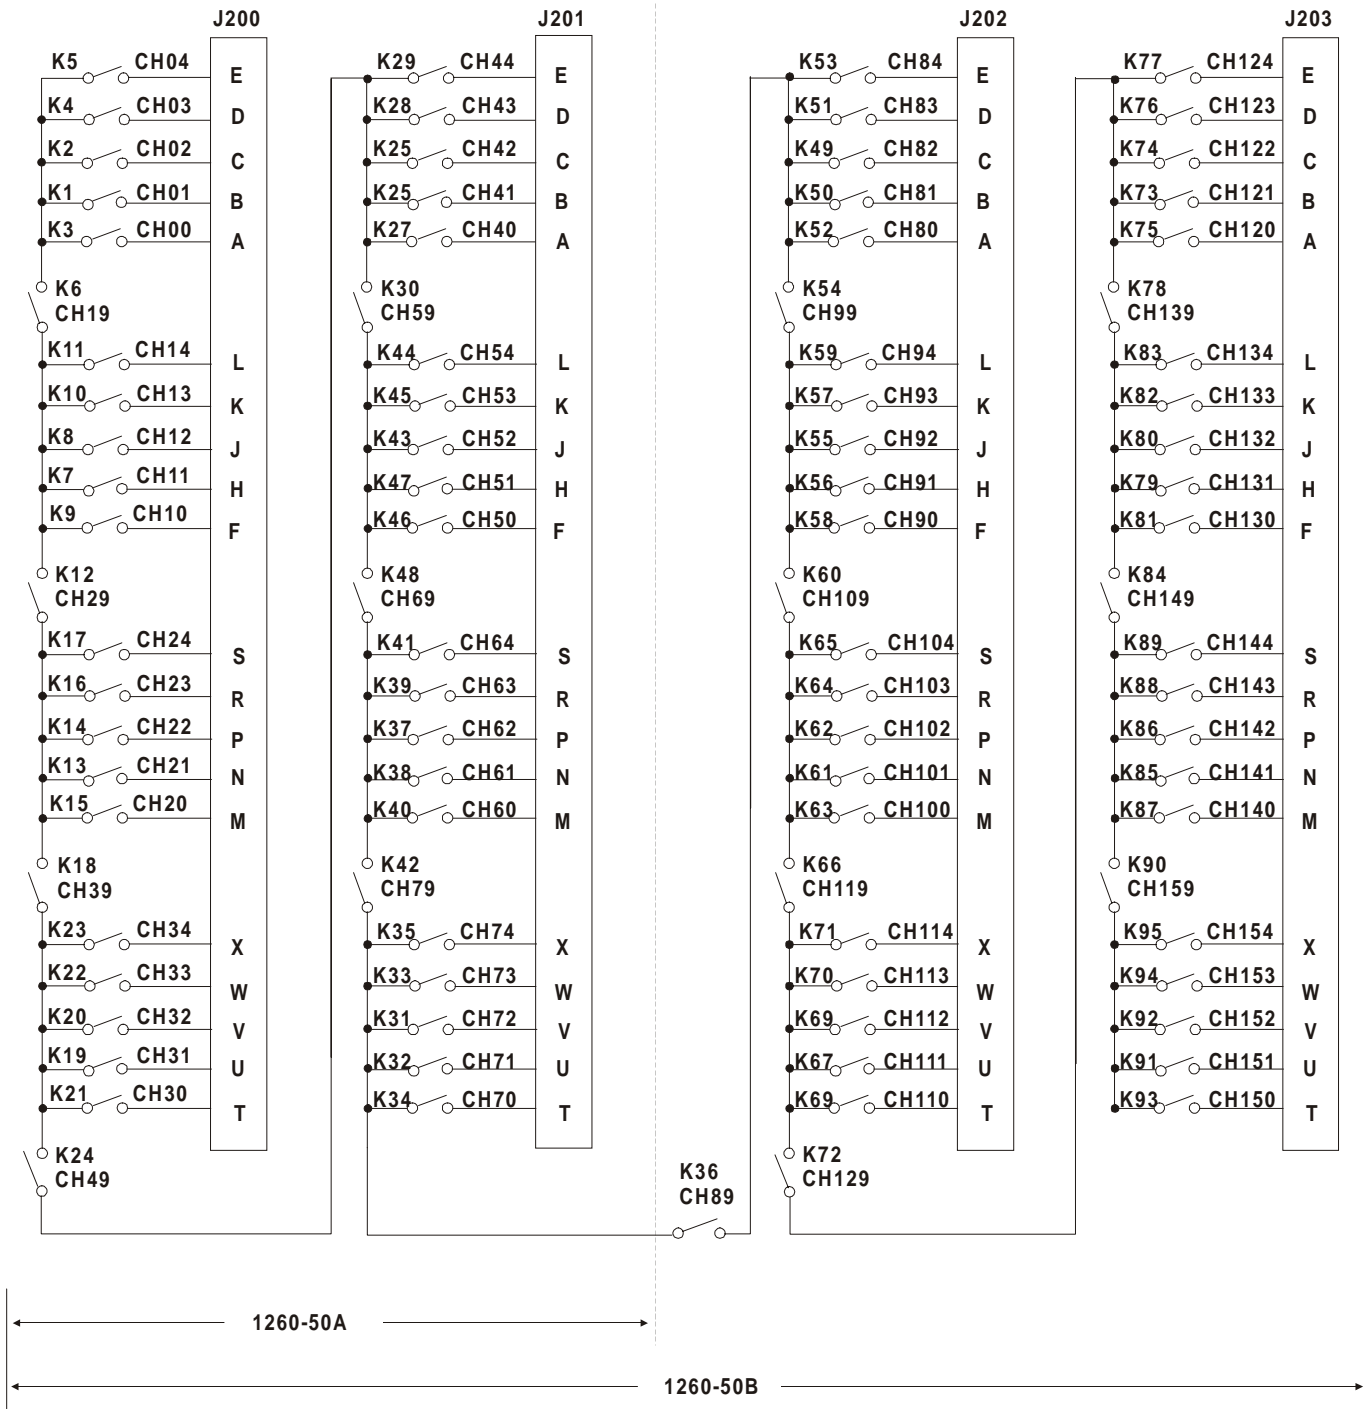 J200
K5 CH04 E
K4 CH03 D
K2 CH02 C
K1 CH01 B
K3 CH00 A
K6
CH19
K11 CH14 L
K10 CH13 K
K8 CH12 J
K7 CH11 H
K9 CH10 F
K12
CH29
K17 CH24 S
K16 CH23 R
K14 CH22 P
K13 CH21 N
K15 CH20 M
K18
CH39
K23 CH34 X
K22 CH33 W
K20 CH32 V
K19 CH31 U
K21 CH30 T
K24
CH49
J201
K29 CH44 E
K28 CH43 D
K25 CH42 C
K25 CH41 B
K27 CH40 A
K30
CH59
K44 CH54 L
K45 CH53 K
K43 CH52 J
K47 CH51 H
K46 CH50 F
K48
CH69
K41 CH64 S
K39 CH63 R
K37 CH62 P
K38 CH61 N
K40 CH60 M
K42
CH79
K35 CH74 X
K33 CH73 W
K31 CH72 V
K32 CH71 U
K34 CH70 T
K36
CH89
J202
K53 CH84 E
K51 CH83 D
K49 CH82 C
K50 CH81 B
K52 CH80 A
K54
CH99
K59 CH94 L
K57 CH93 K
K55 CH92 J
K56 CH91 H
K58 CH90 F
K60
CH109
K65 CH104 S
K64 CH103 R
K62 CH102 P
K61 CH101 N
K63 CH100 M
K66
CH119
K71 CH114 X
K70 CH113 W
K69 CH112 V
K67 CH111 U
K69 CH110 T
K72
CH129
J203
K77 CH124 E
K76 CH123 D
K74 CH122 C
K73 CH121 B
K75 CH120 A
K78
CH139
K83 CH134 L
K82 CH133 K
K80 CH132 J
K79 CH131 H
K81 CH130 F
K84
CH149
K89 CH144 S
K88 CH143 R
K86 CH142 P
K85 CH141 N
K87 CH140 M
K90
CH159
K95 CH154 X
K94 CH153 W
K92 CH152 V
K91 CH151 U
K93 CH150 T
1260-50A
1260-50B